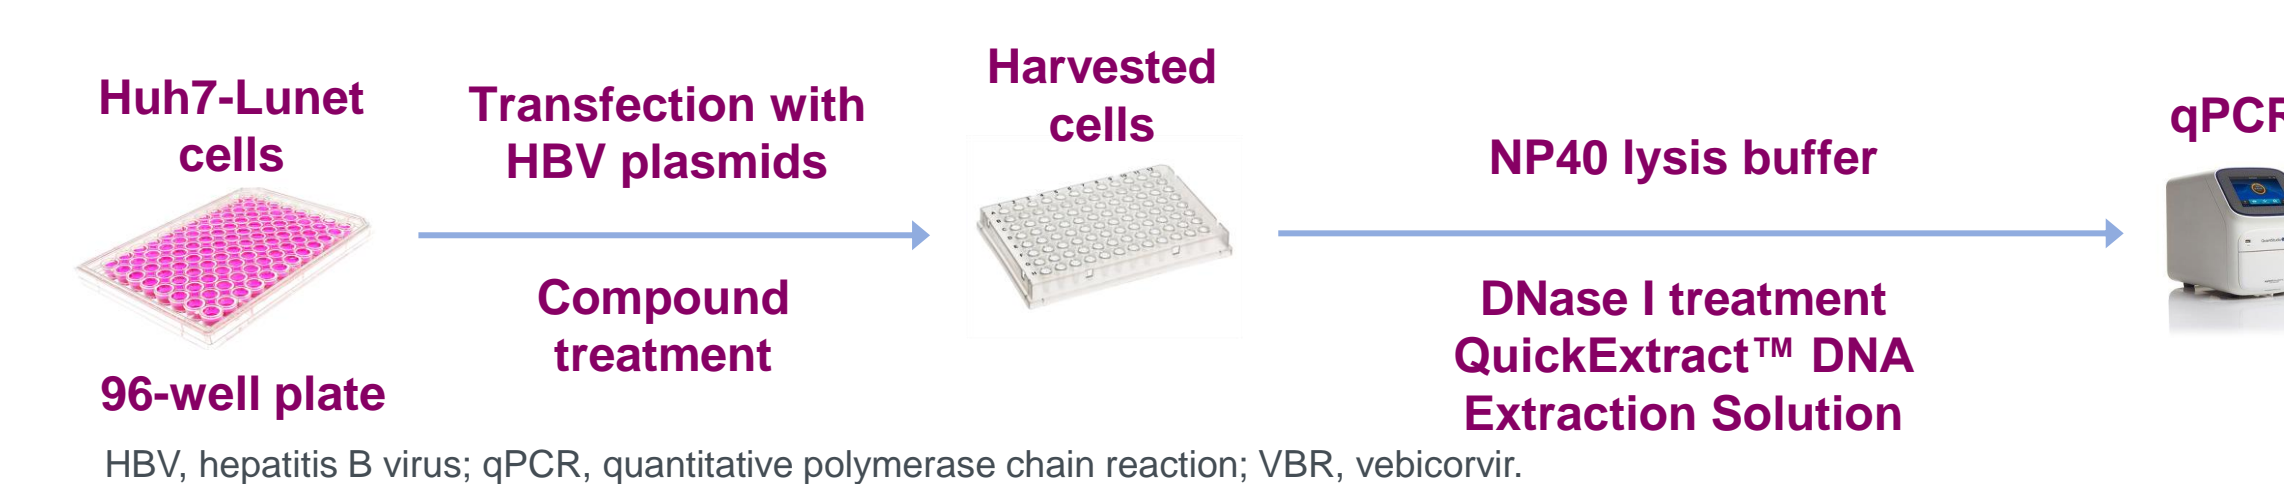 Huh7-Lunet
cells
96-well plate
Transfection with
HBV plasmids
Compound
treatment
Harvested
cells
NP40 lysis buffer
DNase I treatment
QuickExtract™ DNA
Extraction Solution
qPCR
HBV, hepatitis B virus; qPCR, quantitative polymerase chain reaction; VBR, vebicorvir.